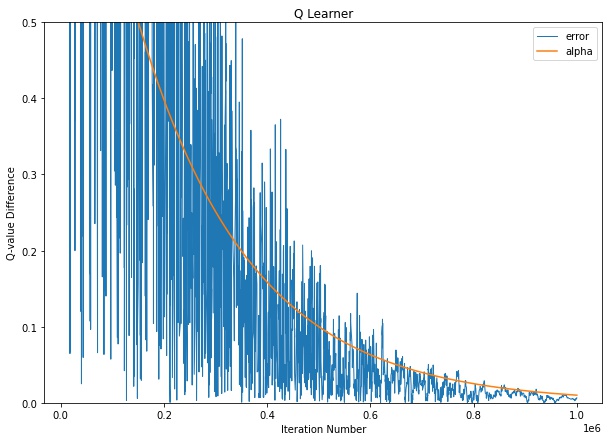 Q Learner
error
alpha
Q-value Difference
0.5
0.4
0.3
0.2
0.1
0.0
0.0
0.2
0.4
0.6
0.8
1.0
1e6
Iteration Number